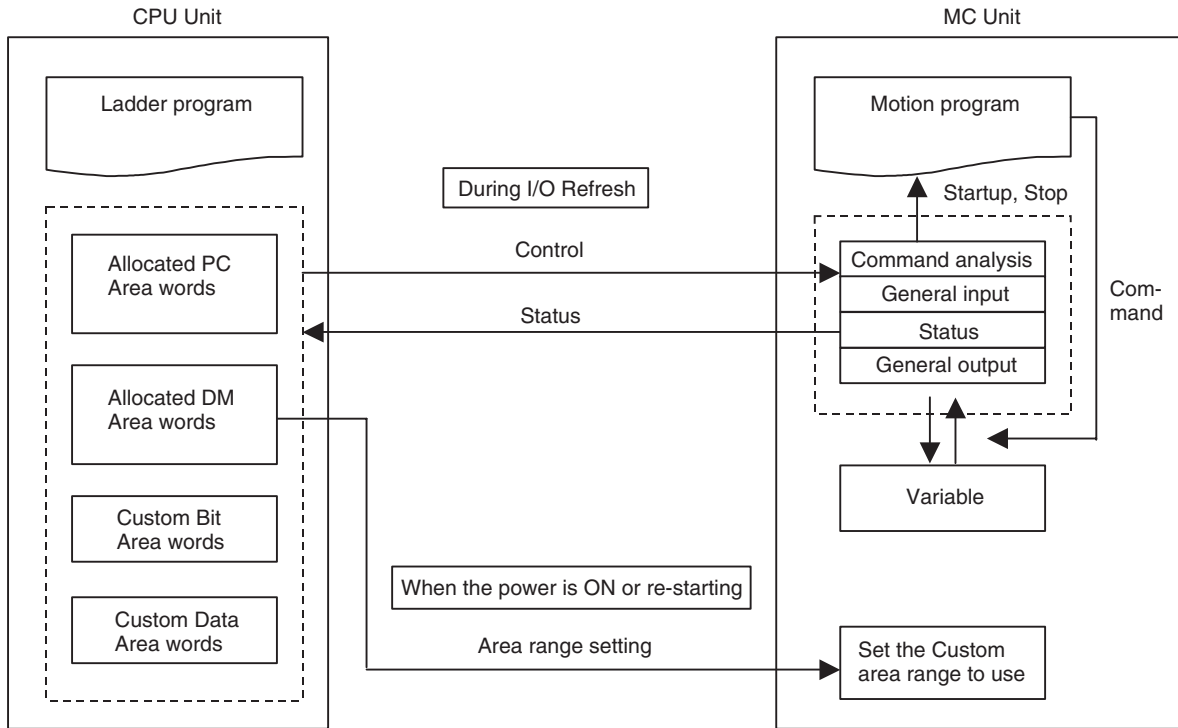 CPU Unit
MC Unit
Ladder program
Motion program
During I/O Refresh
Startup, Stop
Allocated PC
Area words
Control
Command analysis
General input
Status
Status
General output
Com-
mand
Allocated DM
Area words
Variable
Custom Bit
Area words
When the power is ON or re-starting
Custom Data
Area words
Area range setting
Set the Custom
area range to use